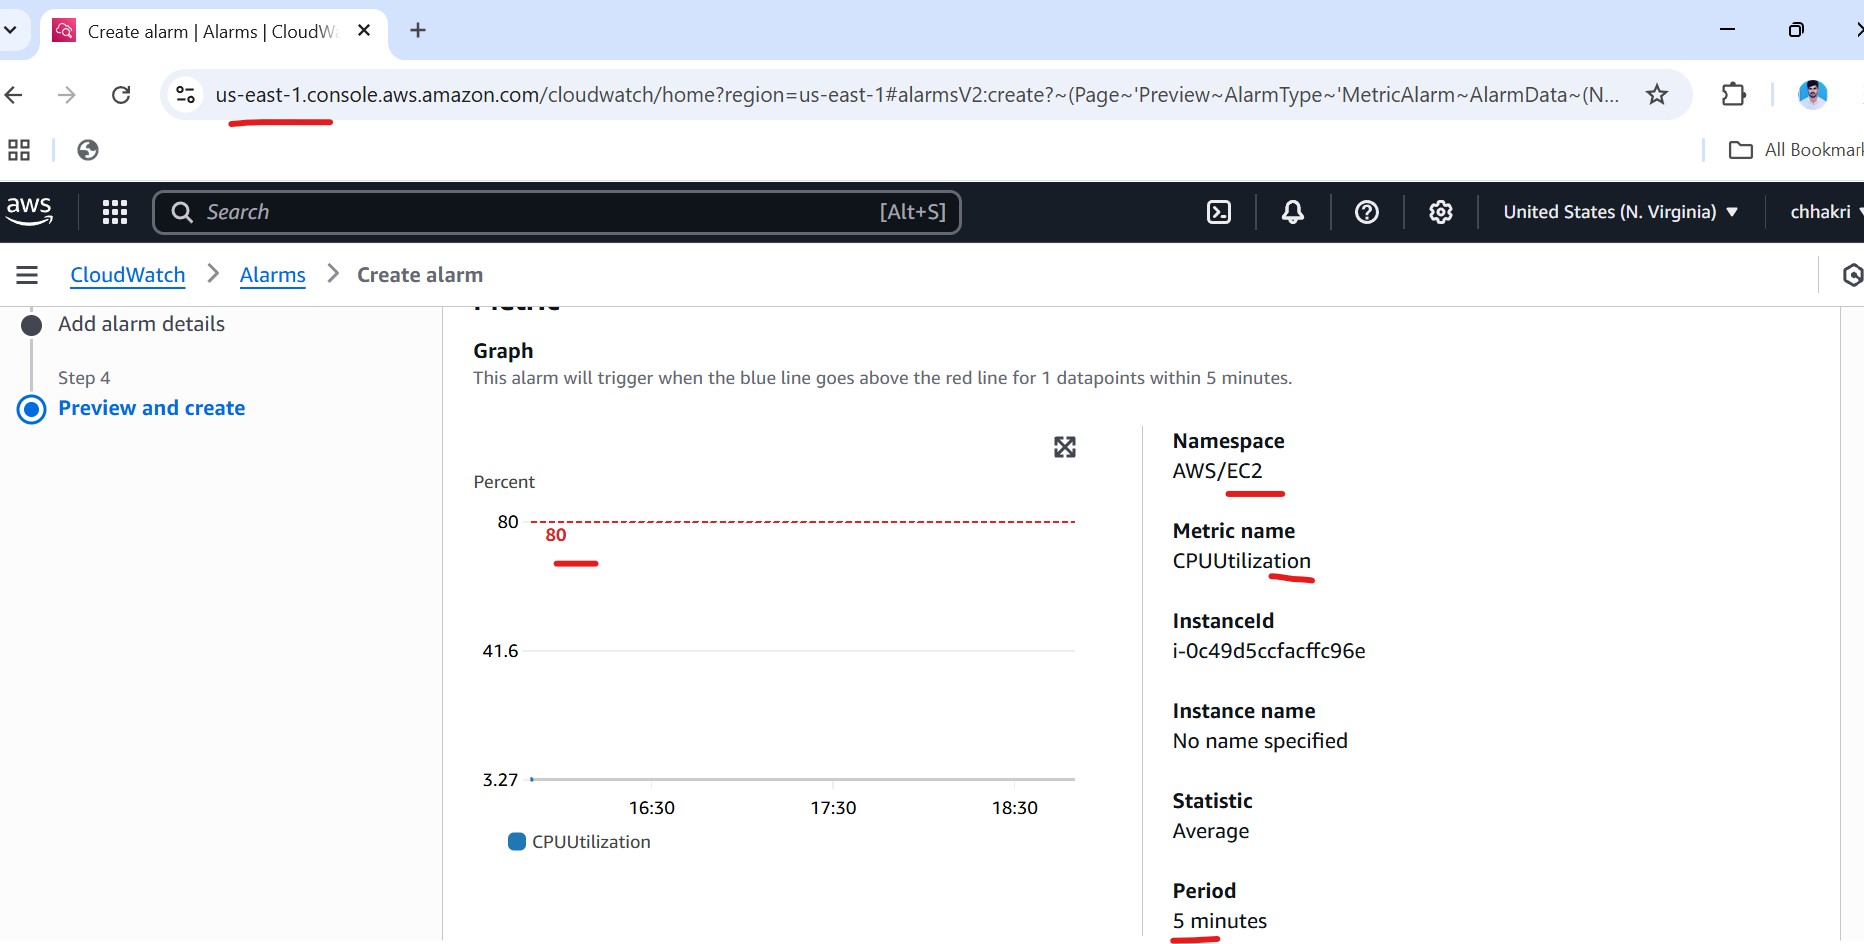 Create alarm | Alarms | CloudW
us-east-1.console.aws.amazon.com/cloudwatch/home?region=us-east-1#alarmsV2:create?~(Page~'Preview~AlarmType~'MetricAlarm~AlarmData~(N...
All Bookmark
aws
Search [Alt+S]
United States (N. Virginia)
chhakri
CloudWatch > Alarms > Create alarm
Add alarm details
Step 4
Preview and create
Metric
Graph
This alarm will trigger when the blue line goes above the red line for 1 datapoints within 5 minutes.
Percent
80
80
41.6
3.27
16:30 17:30 18:30
CPUUtilization
Namespace
AWS/EC2
Metric name
CPUUtilization
InstanceId
i-0c49d5ccfacffc96e
Instance name
No name specified
Statistic
Average
Period
5 minutes